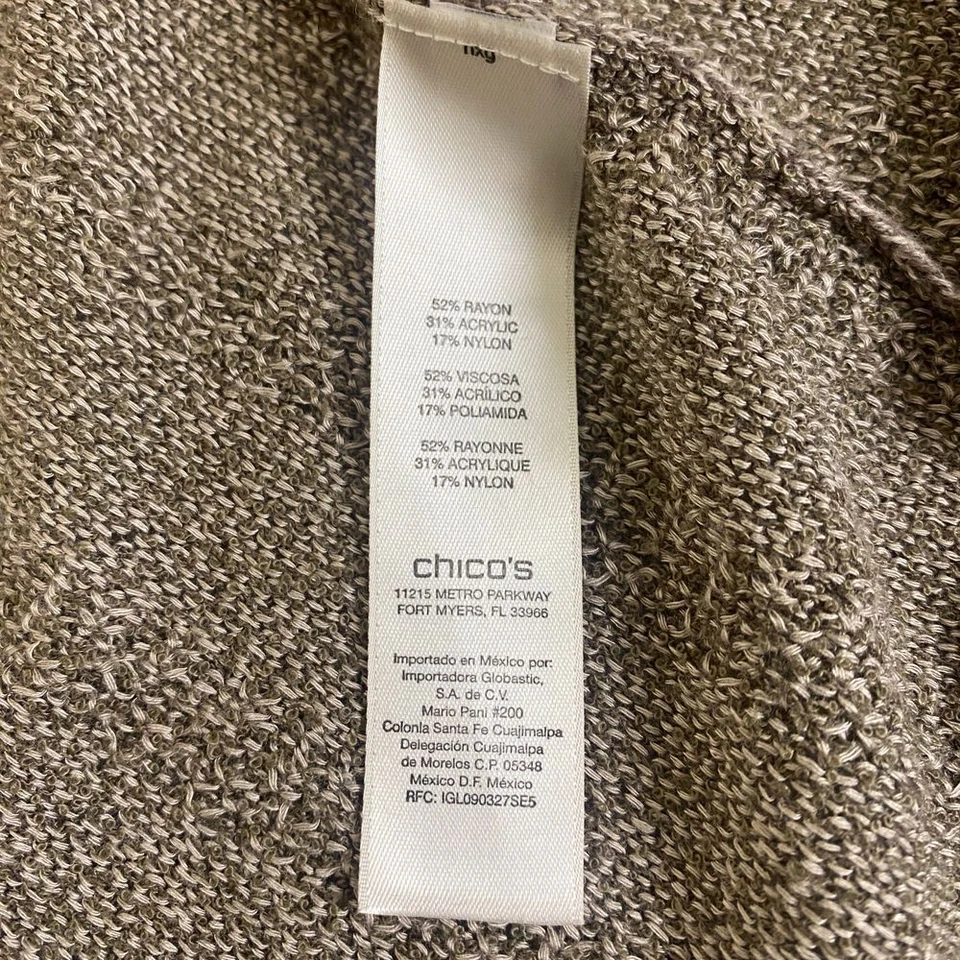 52% RAYON
31% ACRYLIC
17% NYLON
52% VISCOSA
31% ACRÍLICO
17% POLIAMIDA
52% RAYONNE
31% ACRYLIQUE
17% NYLON
chico's
11215 METRO PARKWAY
FORT MYERS, FL 33966
Importado en México por:
Importadora Globastic,
S.A. de C.V.
Mario Pani #200
Colonia Santa Fe Cuajimalpa
Delegación Cuajimalpa
de Morelos C.P. 05348
México D.F. México
RFC: IGL090327SE5